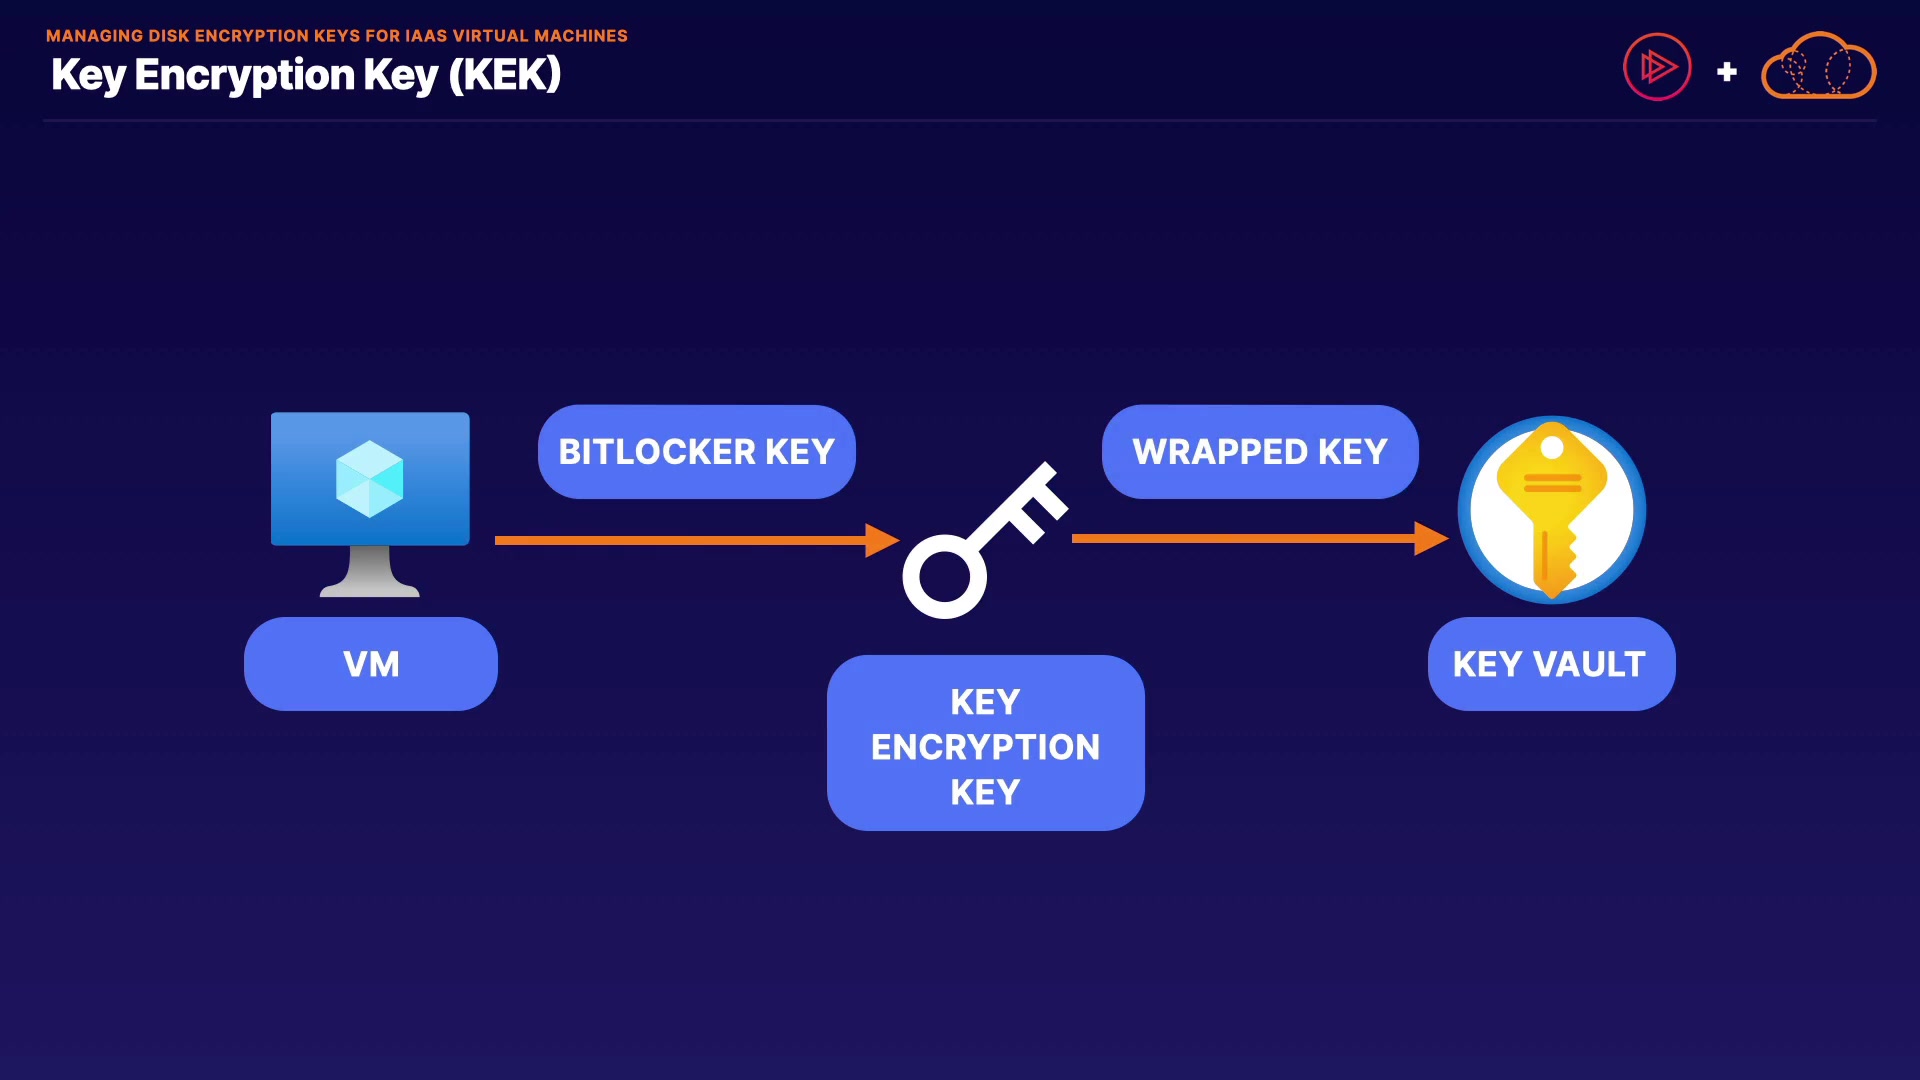 MANAGING DISK ENCRYPTION KEYS FOR IAAS VIRTUAL MACHINES
Key Encryption Key (KEK)
BITLOCKER KEY
WRAPPED KEY
VM
KEY
ENCRYPTION
KEY
KEY VAULT